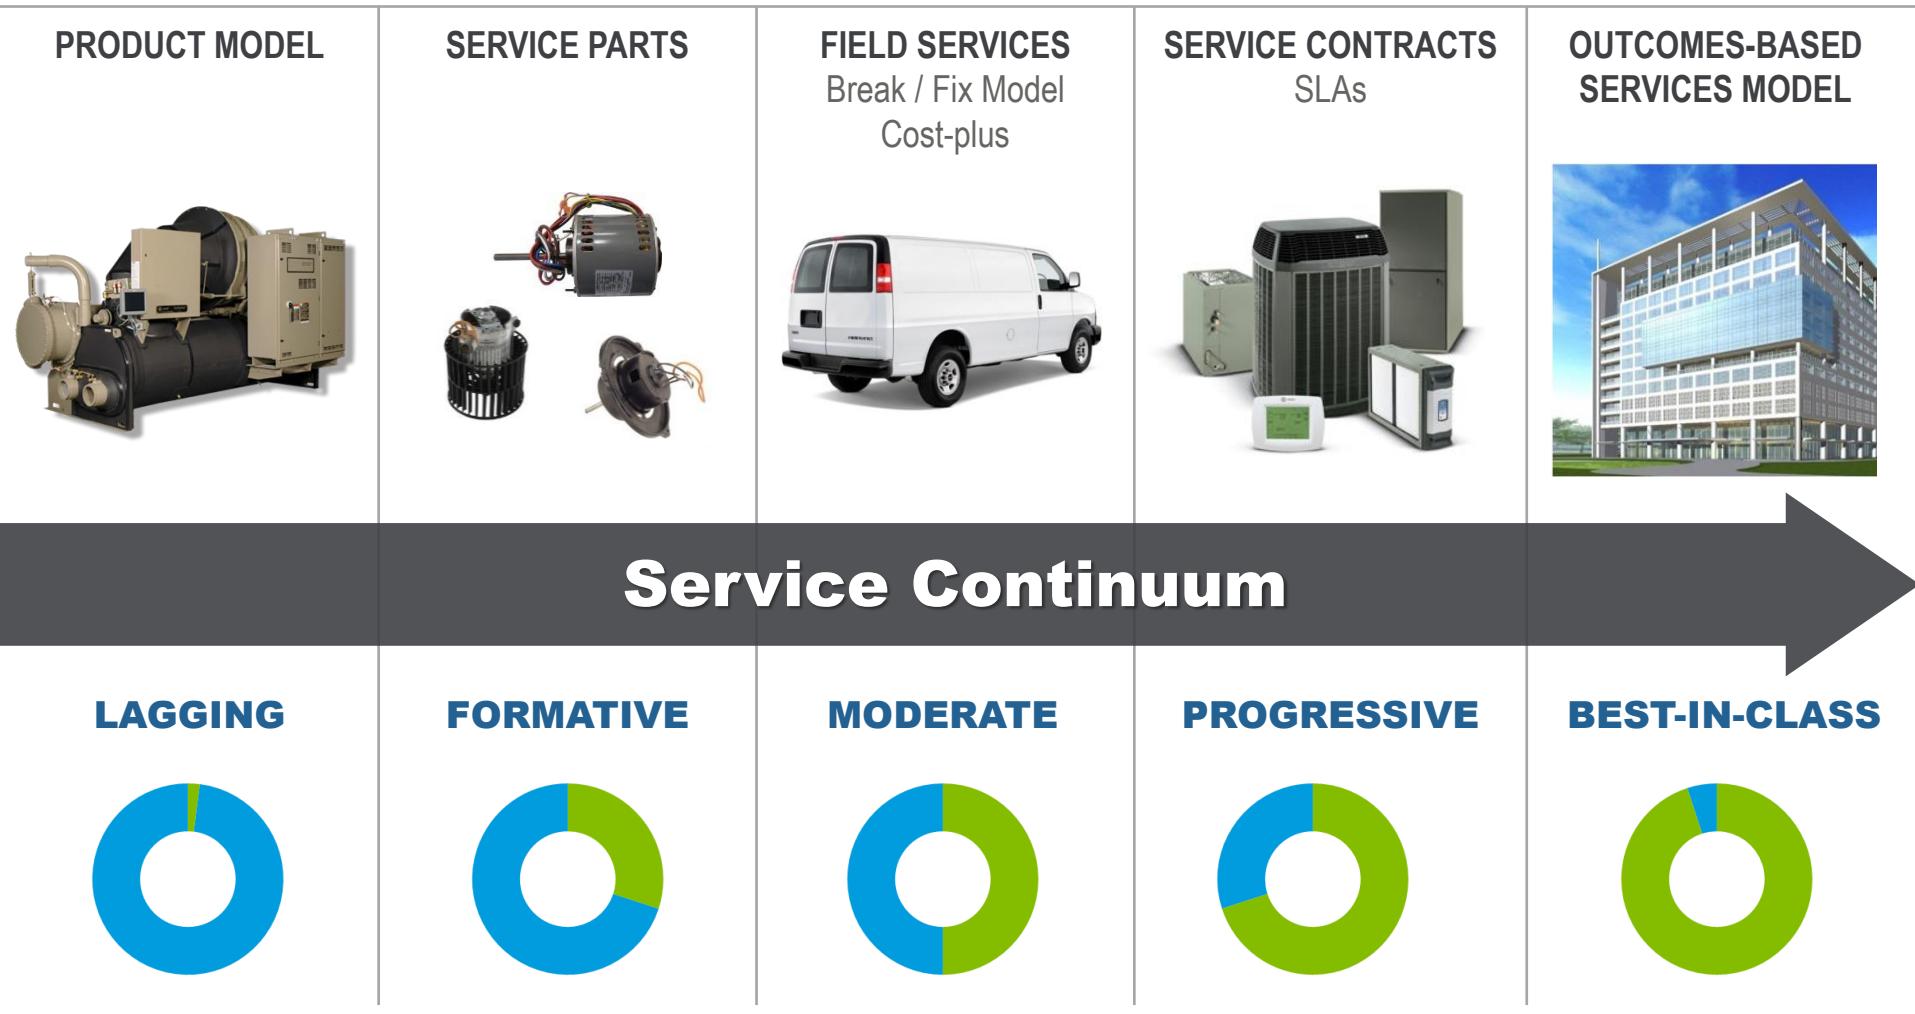 PRODUCT MODEL
SERVICE PARTS
FIELD SERVICES
Break / Fix Model
Cost-plus
SERVICE CONTRACTS
SLAs
OUTCOMES-BASED
SERVICES MODEL
Service Continuum
LAGGING
FORMATIVE
MODERATE
PROGRESSIVE
BEST-IN-CLASS